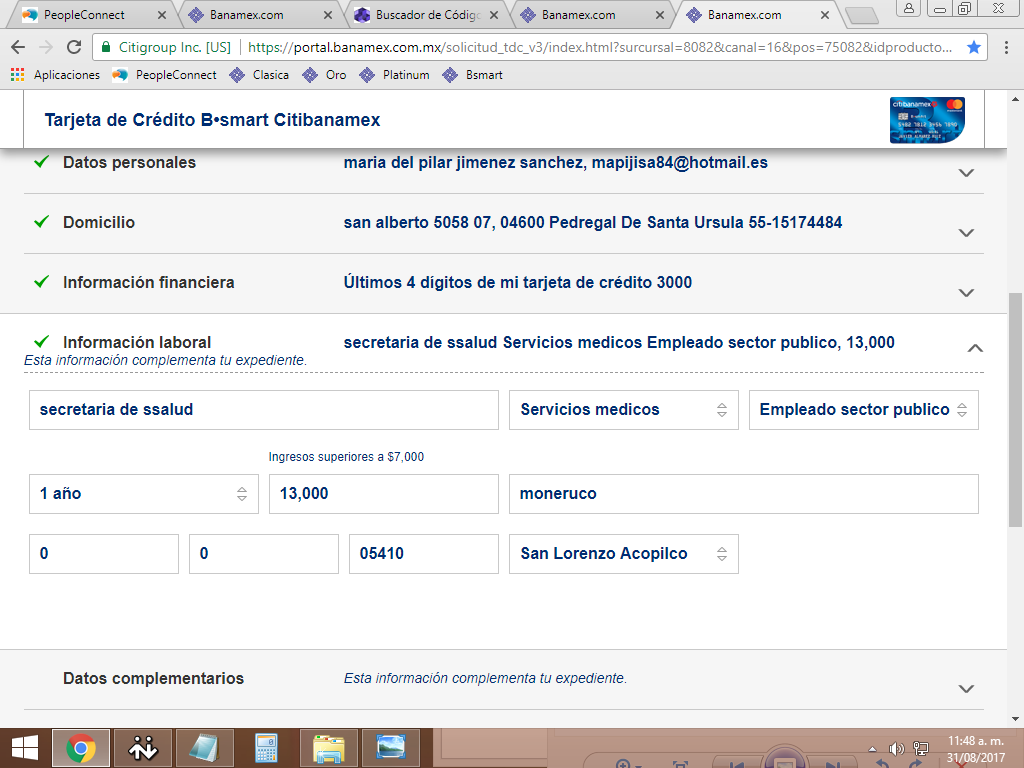 PeopleConnect
Banamex.com
Buscador de Códig
Banamex.com
Banamex.com
Citigroup Inc. [US] https://portal.banamex.com.mx/solicitud_tdc_v3/index.html?surcursal=8082&canal=16&pos=75082&idproducto...
Aplicaciones PeopleConnect Clasica Oro Platinum Bsmart
Tarjeta de Crédito B•smart Citibanamex
citibanamex
Datos personales maria del pilar jimenez sanchez, mapijisa84@hotmail.es
Domicilio san alberto 5058 07, 04600 Pedregal De Santa Ursula 55-15174484
Información financiera Últimos 4 dígitos de mi tarjeta de crédito 3000
Información laboral secretaria de ssalud Servicios medicos Empleado sector publico, 13,000
Esta información complementa tu expediente.
secretaria de ssalud Servicios medicos Empleado sector publico
Ingresos superiores a $7,000
1 año 13,000 moneruco
0 0 05410 San Lorenzo Acopilco
Datos complementarios Esta información complementa tu expediente.
11:48 a. m.
31/08/2017